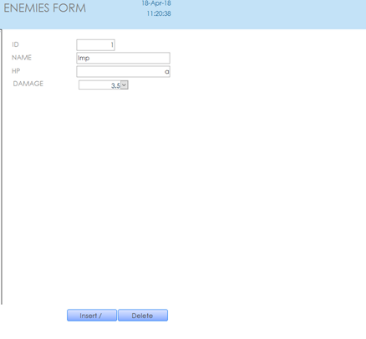 ENEMIES FORM
18-Apr-18
11:20:38
ID 1
NAME Imp
HP 0
DAMAGE 3.5
Insert /
Delete